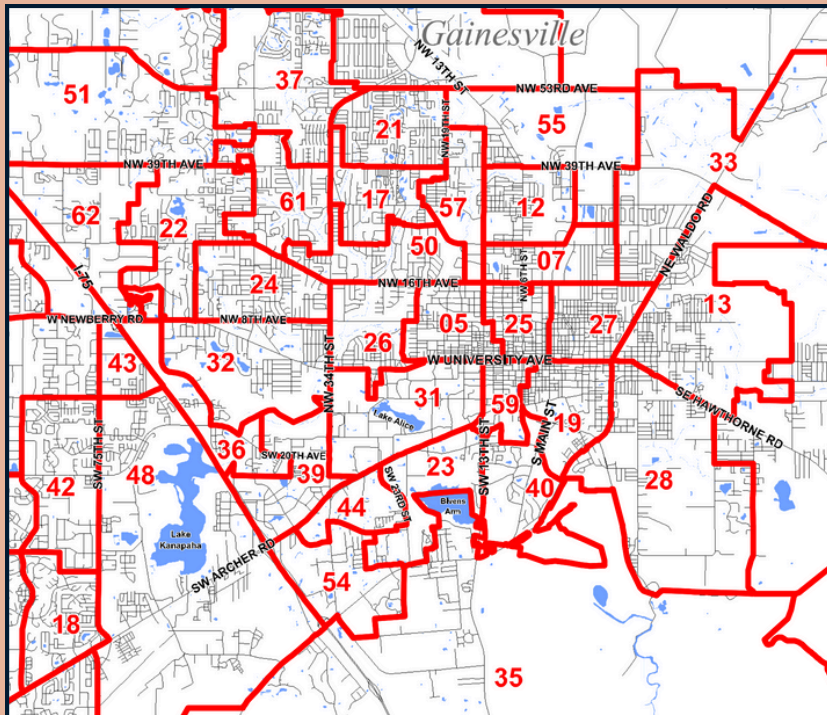 Gainesville
NW 13TH ST
37
51
NW 53RD AVE
21
NW 19TH ST
55
NW 39TH AVE
NW 39TH AVE
33
62
22
61
17
57
12
50
NE WALDO RD
I-75
24
NW 16TH AVE
NW 6TH ST
07
13
W NEWBERRY RD
NW 8TH AVE
05
25
27
43
32
26
W UNIVERSITY AVE
NW 34TH ST
31
59
Lake Alice
19
SE HAWTHORNE RD
SW 75TH ST
36
SW 20TH AVE
SW 13TH ST
S MAIN ST
42
48
39
23
28
44
SW 23RD ST
40
Bivens
Arm
Lake
Kanapaha
SW ARCHER RD
54
18
35